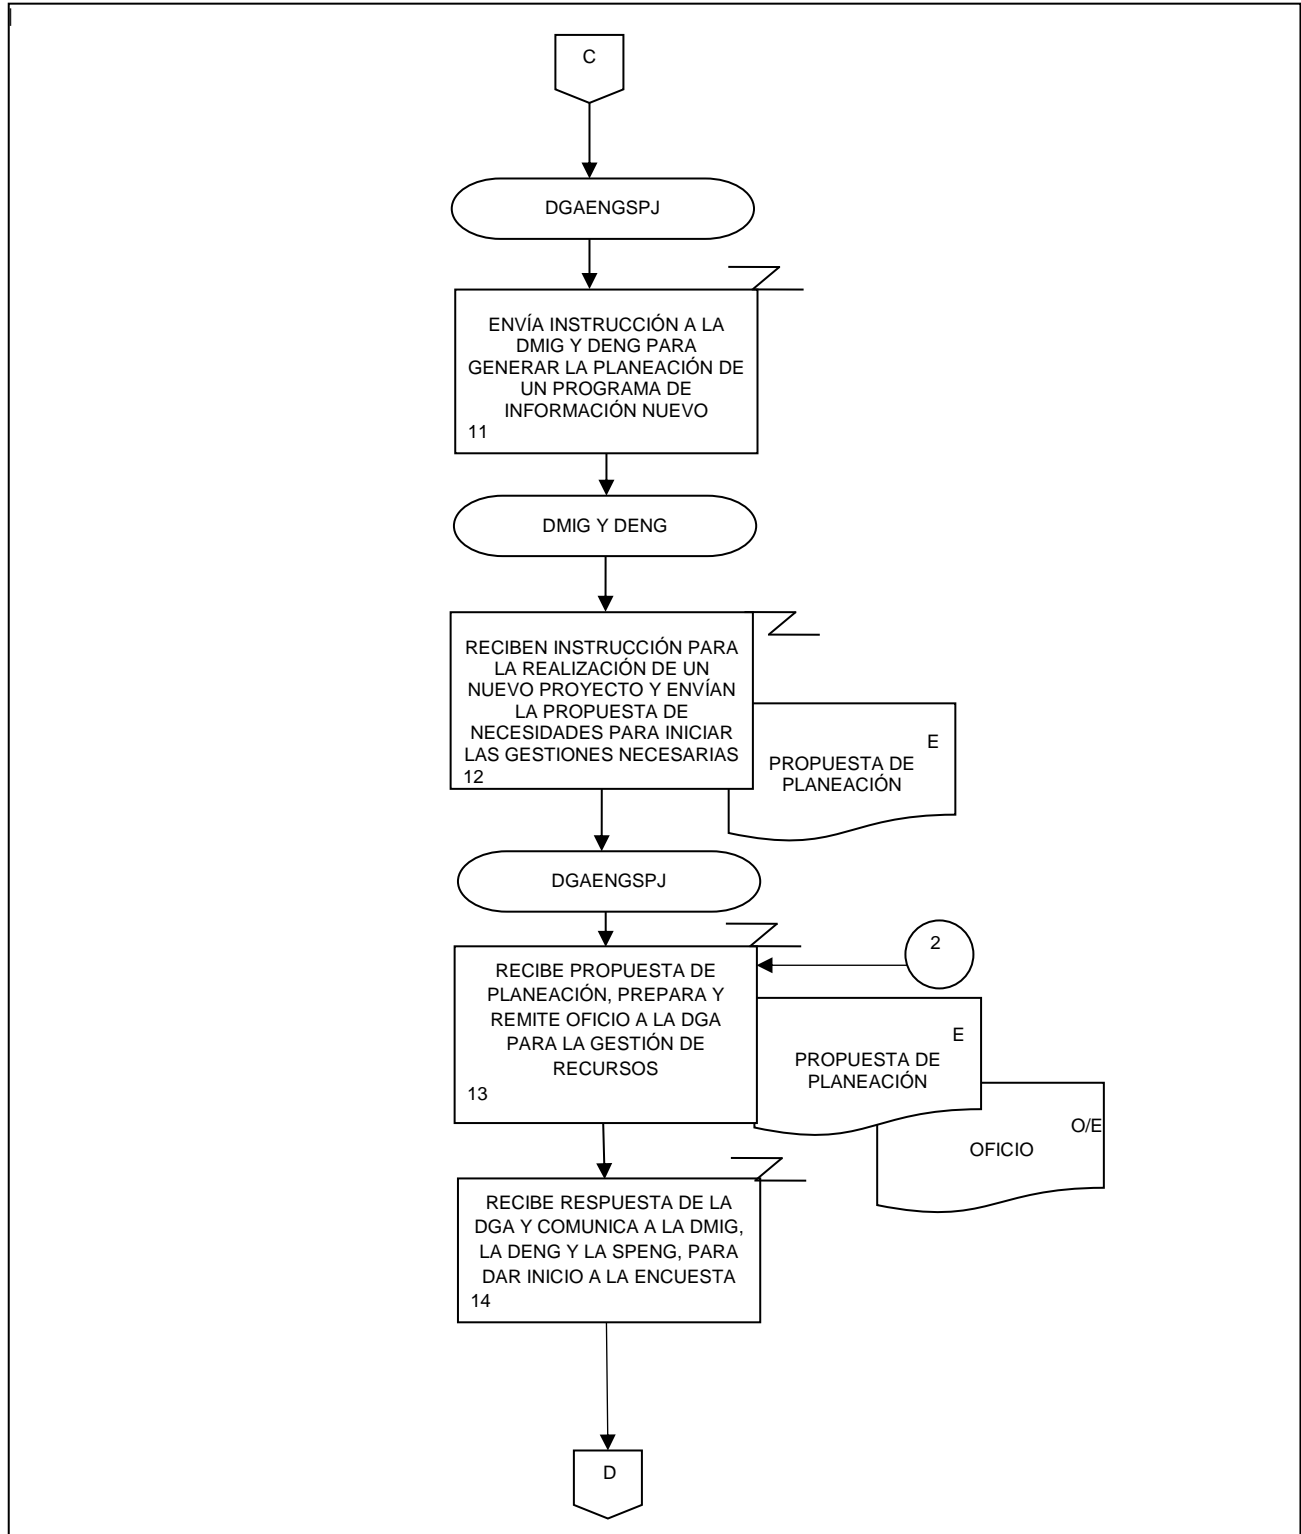 C
DGAENGSPJ
ENVÍA INSTRUCCIÓN A LA
DMIG Y DENG PARA
GENERAR LA PLANEACIÓN DE
UN PROGRAMA DE
INFORMACIÓN NUEVO
11
DMIG Y DENG
RECIBEN INSTRUCCIÓN PARA
LA REALIZACIÓN DE UN
NUEVO PROYECTO Y ENVÍAN
LA PROPUESTA DE
NECESIDADES PARA INICIAR
LAS GESTIONES NECESARIAS
12
E
PROPUESTA DE
PLANEACIÓN
DGAENGSPJ
2
RECIBE PROPUESTA DE
PLANEACIÓN, PREPARA Y
REMITE OFICIO A LA DGA
PARA LA GESTIÓN DE
RECURSOS
13
E
PROPUESTA DE
PLANEACIÓN
O/E
OFICIO
RECIBE RESPUESTA DE LA
DGA Y COMUNICA A LA DMIG,
LA DENG Y LA SPENG, PARA
DAR INICIO A LA ENCUESTA
14
D